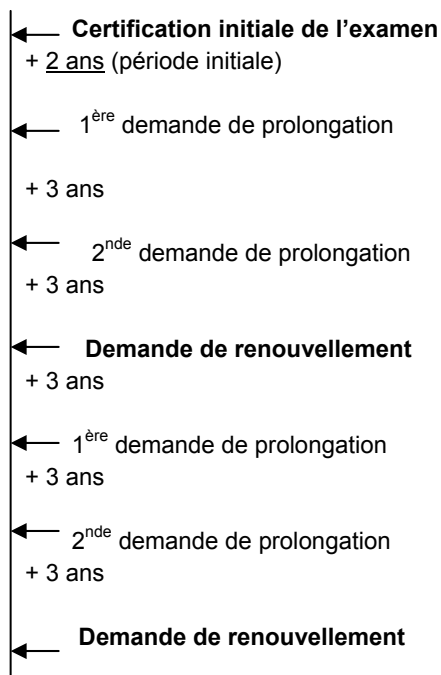 Certification initiale de l’examen
+ 2 ans (période initiale)
1ère demande de prolongation
+ 3 ans
2nde demande de prolongation
+ 3 ans
Demande de renouvellement
+ 3 ans
1ère demande de prolongation
+ 3 ans
2nde demande de prolongation
+ 3 ans
Demande de renouvellement